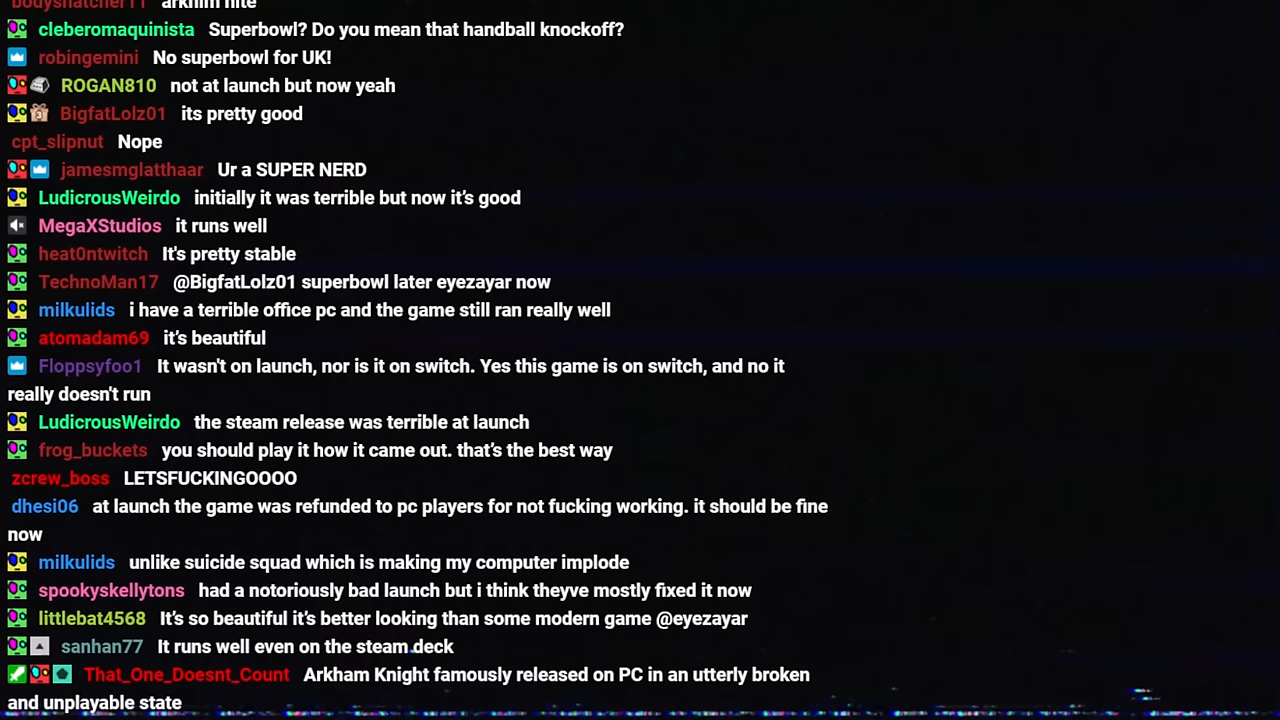 bodysnatcher11 arkhim nite
cleberomaquinista Superbowl? Do you mean that handball knockoff?
robingemini No superbowl for UK!
ROGAN810 not at launch but now yeah
BigfatLolz01 its pretty good
cpt_slipnut Nope
jamesmglatthaar Ur a SUPER NERD
LudicrousWeirdo initially it was terrible but now it’s good
MegaXStudios it runs well
heat0ntwitch It's pretty stable
TechnoMan17 @BigfatLolz01 superbowl later eyezayar now
milkulids i have a terrible office pc and the game still ran really well
atomadam69 it’s beautiful
Floppsyfoo1 It wasn't on launch, nor is it on switch. Yes this game is on switch, and no it
really doesn't run
LudicrousWeirdo the steam release was terrible at launch
frog_buckets you should play it how it came out. that’s the best way
zcrew_boss LETSFUCKINGOOOO
dhesi06 at launch the game was refunded to pc players for not fucking working. it should be fine
now
milkulids unlike suicide squad which is making my computer implode
spookyskellytons had a notoriously bad launch but i think theyve mostly fixed it now
littlebat4568 It’s so beautiful it’s better looking than some modern game @eyezayar
sanhan77 It runs well even on the steam deck
That_One_Doesnt_Count Arkham Knight famously released on PC in an utterly broken
and unplayable state